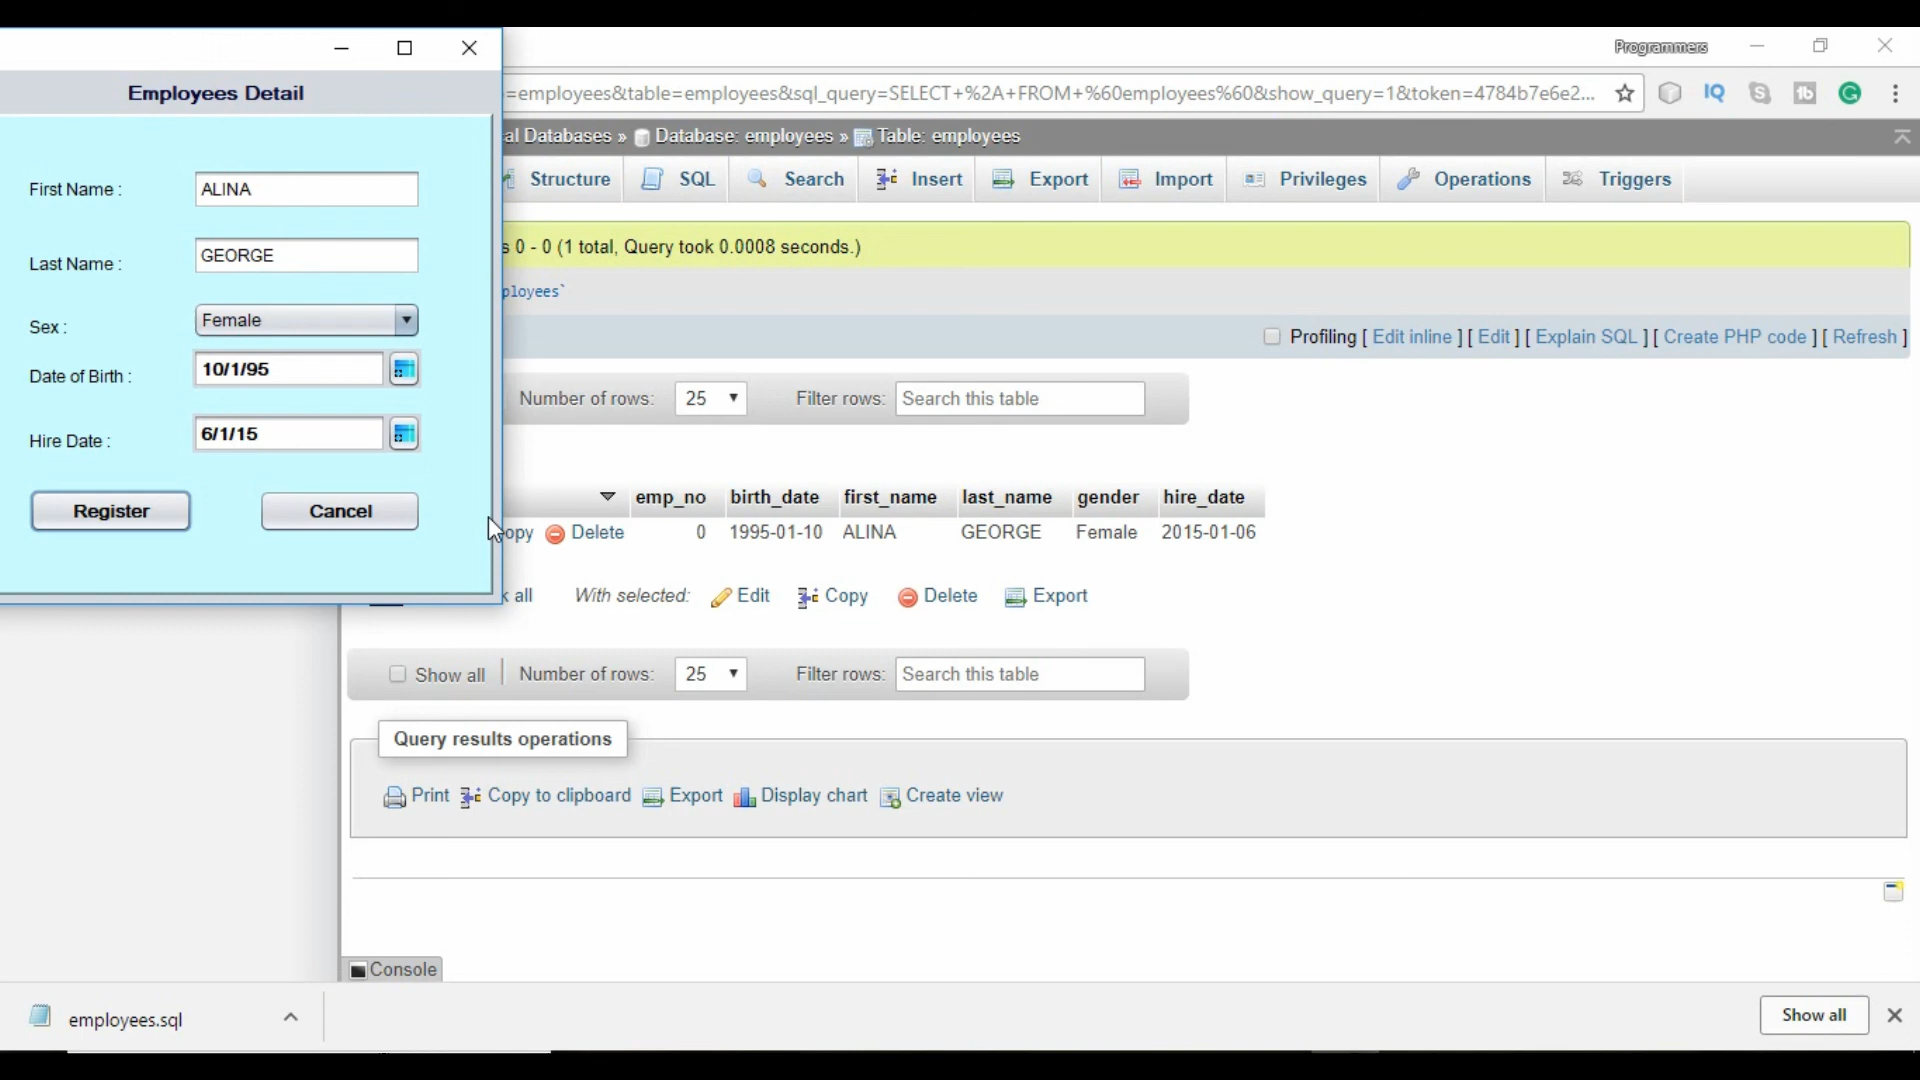 Employees Detail
First Name :
ALINA
Last Name :
GEORGE
Sex :
Female
Date of Birth :
10/1/95
Hire Date :
6/1/15
Register
Cancel
Programmers
=employees&table=employees&sql_query=SELECT+%2A+FROM+%60employees%60&show_query=1&token=4784b7e6e2...
IQ
al Databases » Database: employees » Table: employees
Structure SQL Search Insert Export Import Privileges Operations Triggers
s 0 - 0 (1 total, Query took 0.0008 seconds.)
ployees`
Profiling [ Edit inline ] [ Edit ] [ Explain SQL ] [ Create PHP code ] [ Refresh ]
Number of rows: 25 Filter rows: Search this table
emp_no birth_date first_name last_name gender hire_date
opy Delete 0 1995-01-10 ALINA GEORGE Female 2015-01-06
k all With selected: Edit Copy Delete Export
Show all Number of rows: 25 Filter rows: Search this table
Query results operations
Print Copy to clipboard Export Display chart Create view
Console
employees.sql
Show all